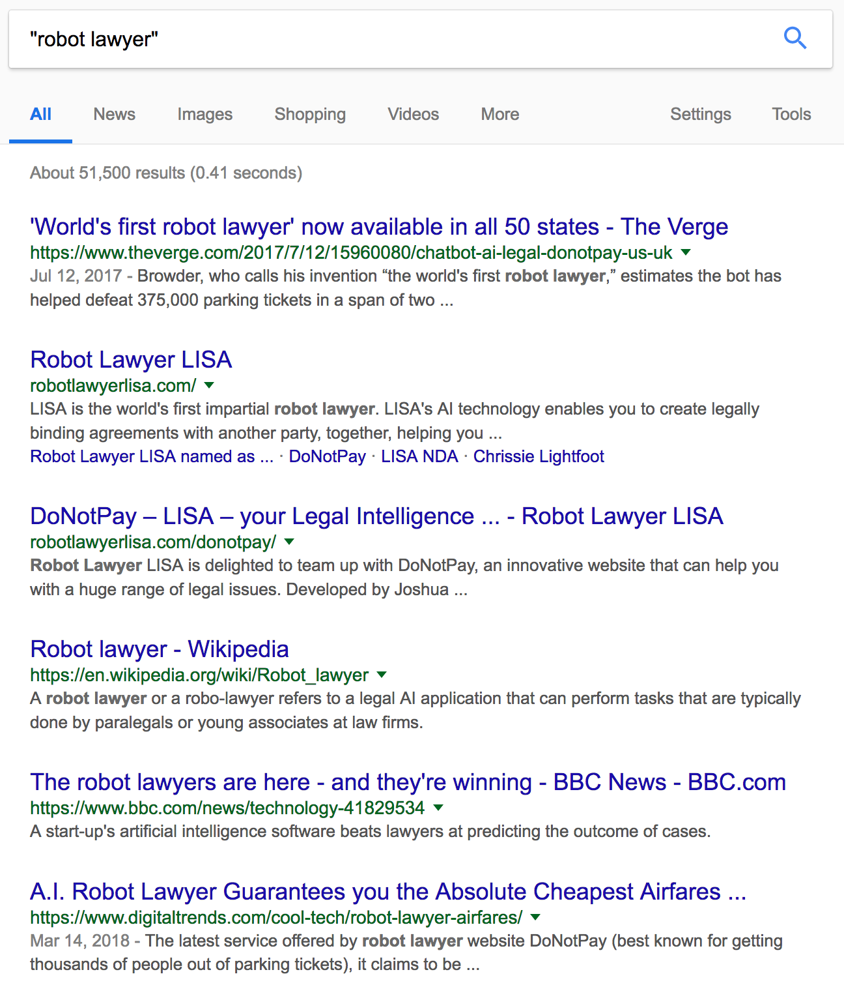 "robot lawyer"
All News Images Shopping Videos More Settings Tools
About 51,500 results (0.41 seconds)
'World's first robot lawyer' now available in all 50 states - The Verge
https://www.theverge.com/2017/7/12/15960080/chatbot-ai-legal-donotpay-us-uk
Jul 12, 2017 - Browder, who calls his invention “the world's first robot lawyer,” estimates the bot has
helped defeat 375,000 parking tickets in a span of two ...
Robot Lawyer LISA
robotlawyerlisa.com/
LISA is the world's first impartial robot lawyer. LISA's AI technology enables you to create legally
binding agreements with another party, together, helping you ...
Robot Lawyer LISA named as ... · DoNotPay · LISA NDA · Chrissie Lightfoot
DoNotPay – LISA – your Legal Intelligence ... - Robot Lawyer LISA
robotlawyerlisa.com/donotpay/
Robot Lawyer LISA is delighted to team up with DoNotPay, an innovative website that can help you
with a huge range of legal issues. Developed by Joshua ...
Robot lawyer - Wikipedia
https://en.wikipedia.org/wiki/Robot_lawyer
A robot lawyer or a robo-lawyer refers to a legal AI application that can perform tasks that are typically
done by paralegals or young associates at law firms.
The robot lawyers are here - and they're winning - BBC News - BBC.com
https://www.bbc.com/news/technology-41829534
A start-up's artificial intelligence software beats lawyers at predicting the outcome of cases.
A.I. Robot Lawyer Guarantees you the Absolute Cheapest Airfares ...
https://www.digitaltrends.com/cool-tech/robot-lawyer-airfares/
Mar 14, 2018 - The latest service offered by robot lawyer website DoNotPay (best known for getting
thousands of people out of parking tickets), it claims to be ...